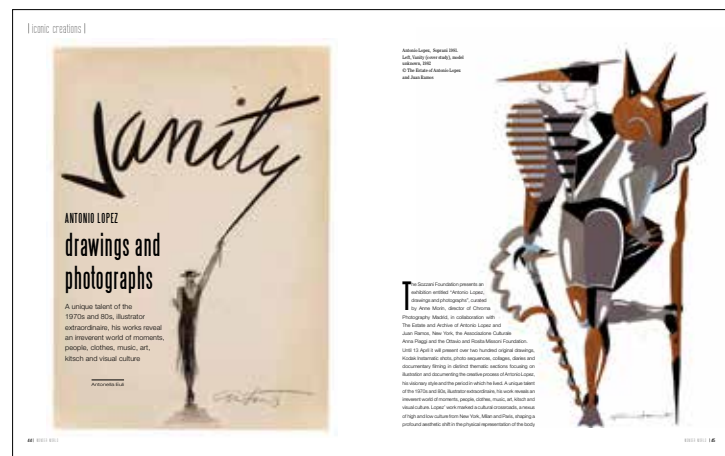 | iconic creations |
Vanity
ANTONIO LOPEZ
drawings and
photographs
A unique talent of the
1970s and 80s, illustrator
extraordinaire, his works reveal
an irreverent world of moments,
people, clothes, music, art,
kitsch and visual culture
Antonella Euli
Antonio
44 |
Antonio Lopez, Soprani 1985.
Left, Vanity (cover study), model
unknown, 1982
© The Estate of Antonio Lopez
and Juan Ramos
The Sozzani Foundation presents an
exhibition entitled "Antonio Lopez,
drawings and photographs", curated
by Anne Morin, director of Chroma
Photography Madrid, in collaboration with
The Estate and Archive of Antonio Lopez and
Juan Ramos, New York, the Associazione Culturale
Anna Piaggi and the Ottavio and Rosita Missoni Foundation.
Until 13 April it will present over two hundred original drawings,
Kodak Instamatic shots, photo sequences, collages, diaries and
documentary filming in distinct thematic sections focusing on
illustration and documenting the creative process of Antonio Lopez,
his visionary style and the period in which he lived. A unique talent
of the 1970s and 80s, illustrator extraordinaire, his work reveals an
irreverent world of moments, people, clothes, music, art, kitsch and
visual culture. Lopez' work marked a cultural crossroads, a nexus
of high and low culture from New York, Milan and Paris, shaping a
profound aesthetic shift in the physical representation of the body
| 45